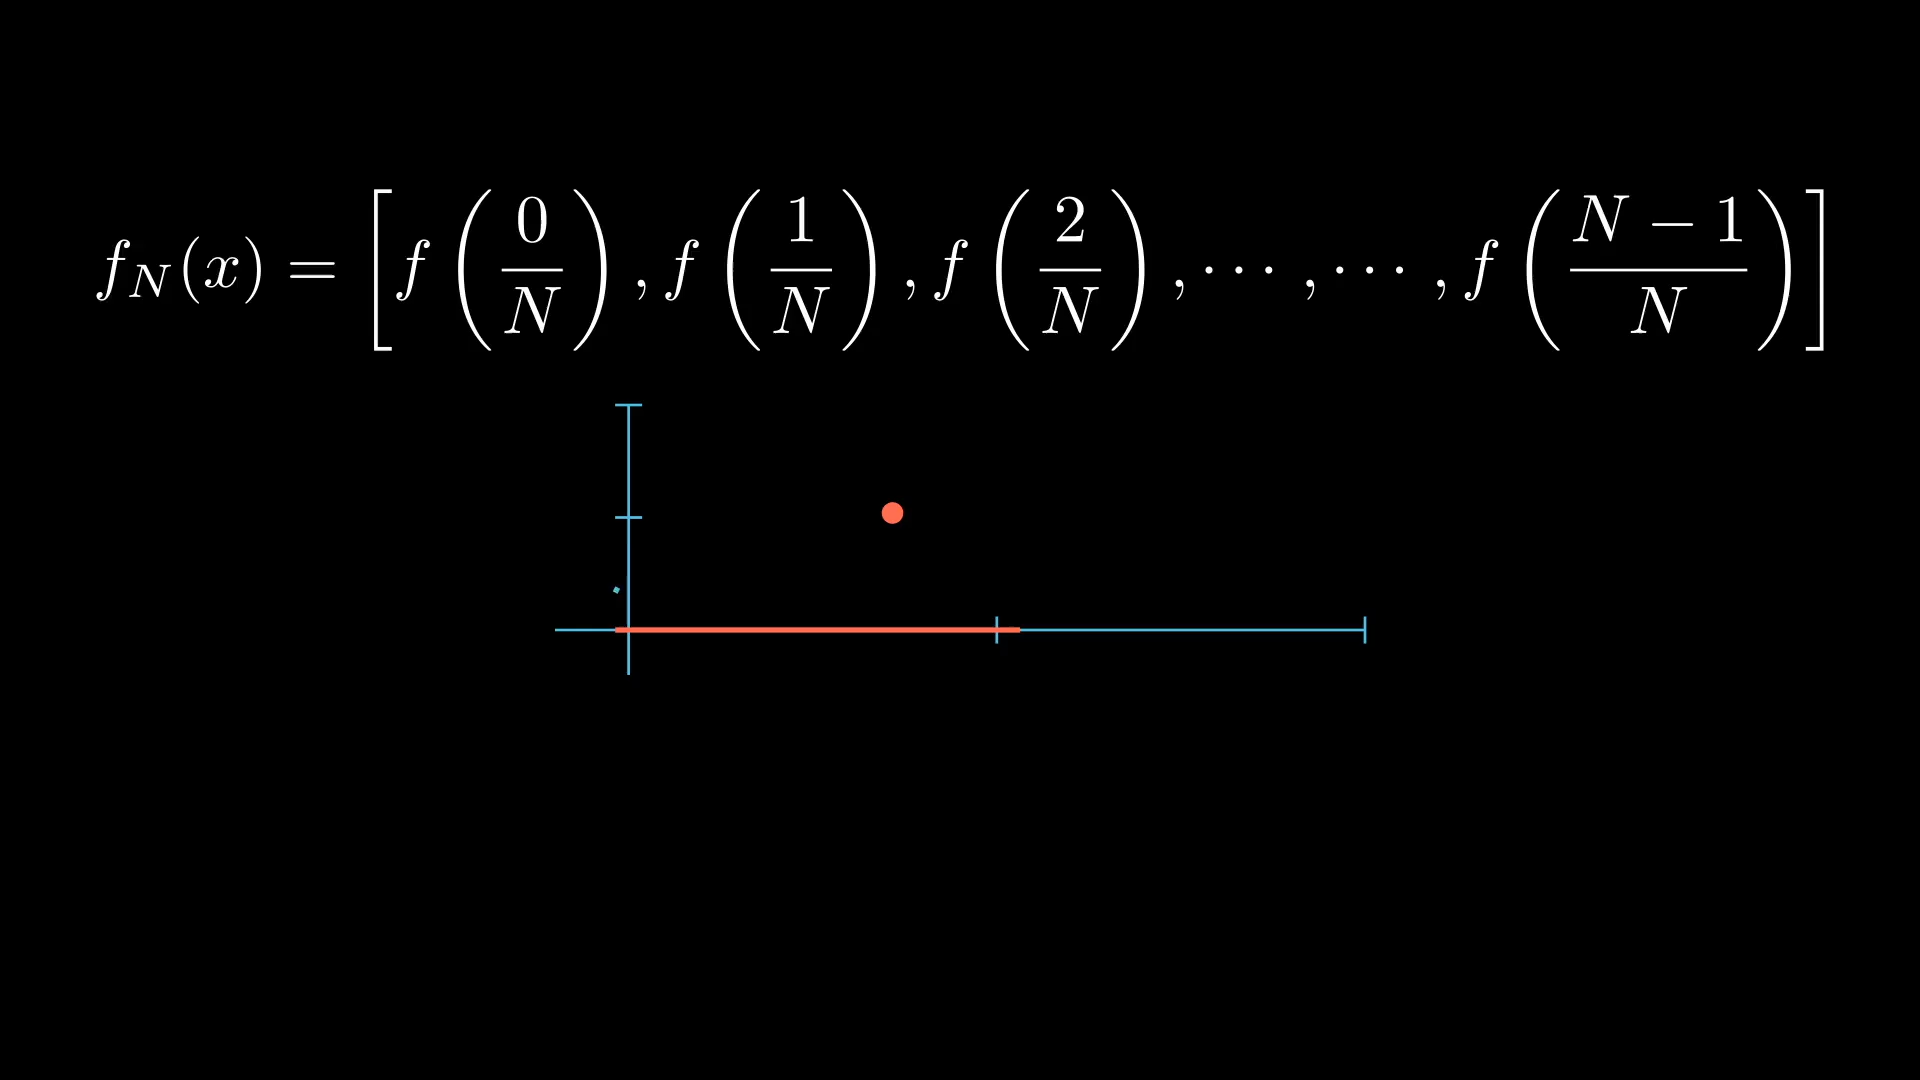 f_N(x) = [ f(0/N), f(1/N), f(2/N), ⋯ , ⋯ , f((N − 1)/N) ]